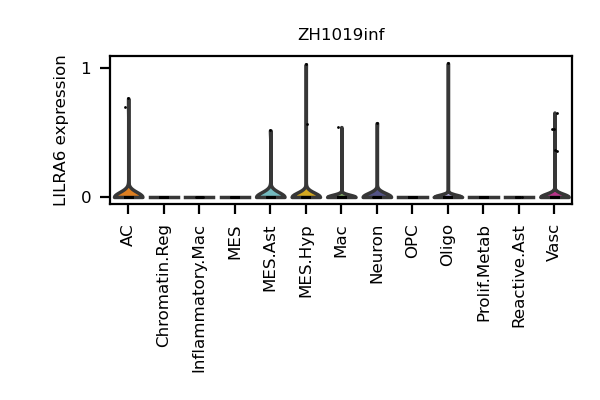 ZH1019inf
LILRA6 expression
1
0
AC
Chromatin.Reg
Inflammatory.Mac
MES
MES.Ast
MES.Hyp
Mac
Neuron
OPC
Oligo
Prolif.Metab
Reactive.Ast
Vasc